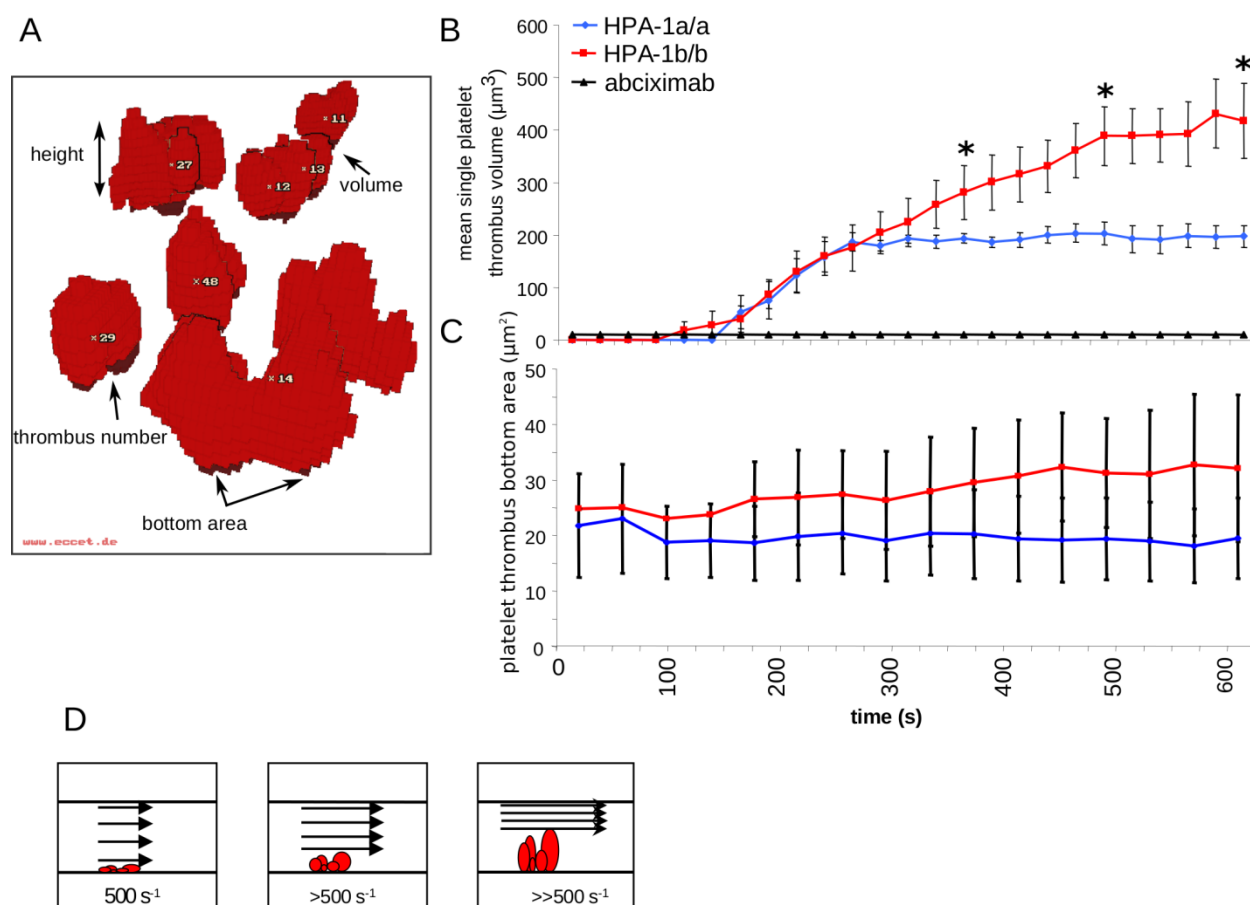 A
height
27
11
13
12
volume
48
29
14
thrombus number
bottom area
www.eccet.de
B
HPA-1a/a
HPA-1b/b
abciximab
mean single platelet
thrombus volume (µm³)
600
500
400
300
200
100
0
*
*
*
C
platelet thrombus bottom area (µm²)
50
40
30
20
10
0
0
100
200
300
400
500
600
time (s)
D
500 s⁻¹
>500 s⁻¹
>>500 s⁻¹